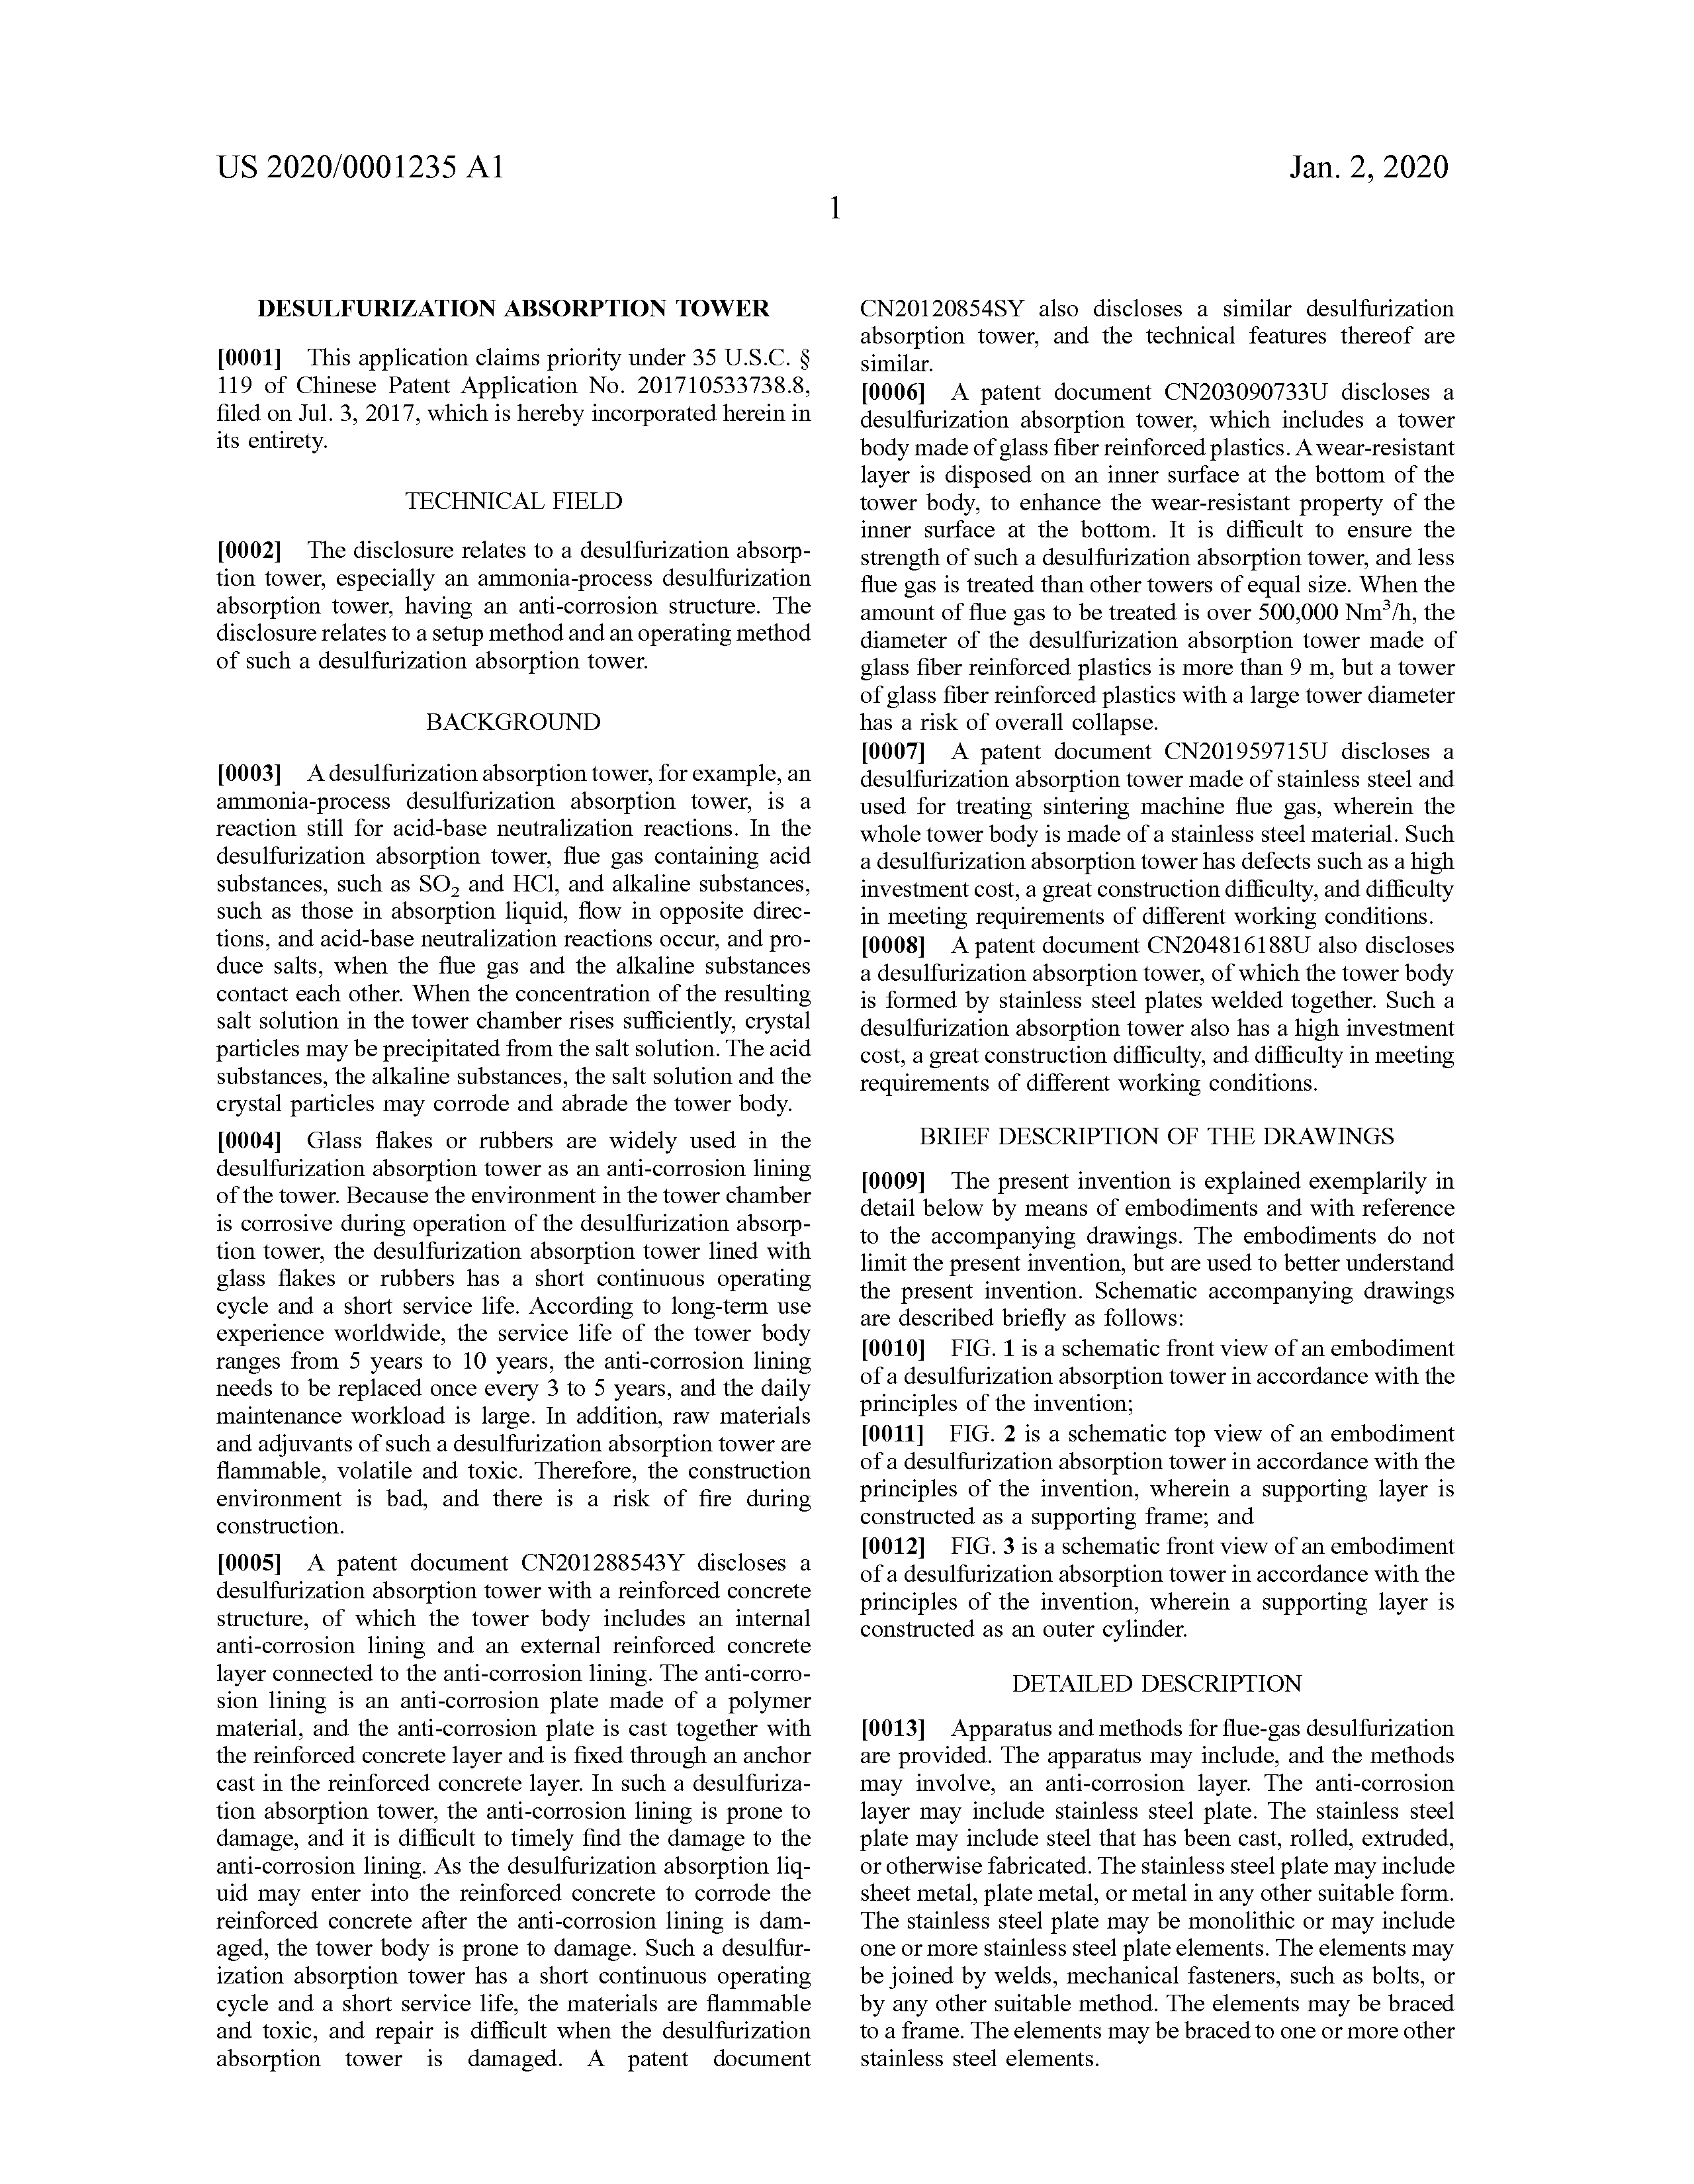 US 2020/0001235 A1
Jan. 2, 2020
1
DESULFURIZATION ABSORPTION TOWER
[0001] This application claims priority under 35 U.S.C. §
119 of Chinese Patent Application No. 201710533738.8,
filed on Jul. 3, 2017, which is hereby incorporated herein in
its entirety.
TECHNICAL FIELD
[0002] The disclosure relates to a desulfurization absorp-
tion tower, especially an ammonia-process desulfurization
absorption tower, having an anti-corrosion structure. The
disclosure relates to a setup method and an operating method
of such a desulfurization absorption tower.
BACKGROUND
[0003] A desulfurization absorption tower, for example, an
ammonia-process desulfurization absorption tower, is a
reaction still for acid-base neutralization reactions. In the
desulfurization absorption tower, flue gas containing acid
substances, such as SO₂ and HCl, and alkaline substances,
such as those in absorption liquid, flow in opposite direc-
tions, and acid-base neutralization reactions occur, and pro-
duce salts, when the flue gas and the alkaline substances
contact each other. When the concentration of the resulting
salt solution in the tower chamber rises sufficiently, crystal
particles may be precipitated from the salt solution. The acid
substances, the alkaline substances, the salt solution and the
crystal particles may corrode and abrade the tower body.
[0004] Glass flakes or rubbers are widely used in the
desulfurization absorption tower as an anti-corrosion lining
of the tower. Because the environment in the tower chamber
is corrosive during operation of the desulfurization absorp-
tion tower, the desulfurization absorption tower lined with
glass flakes or rubbers has a short continuous operating
cycle and a short service life. According to long-term use
experience worldwide, the service life of the tower body
ranges from 5 years to 10 years, the anti-corrosion lining
needs to be replaced once every 3 to 5 years, and the daily
maintenance workload is large. In addition, raw materials
and adjuvants of such a desulfurization absorption tower are
flammable, volatile and toxic. Therefore, the construction
environment is bad, and there is a risk of fire during
construction.
[0005] A patent document CN201288543Y discloses a
desulfurization absorption tower with a reinforced concrete
structure, of which the tower body includes an internal
anti-corrosion lining and an external reinforced concrete
layer connected to the anti-corrosion lining. The anti-corro-
sion lining is an anti-corrosion plate made of a polymer
material, and the anti-corrosion plate is cast together with
the reinforced concrete layer and is fixed through an anchor
cast in the reinforced concrete layer. In such a desulfuriza-
tion absorption tower, the anti-corrosion lining is prone to
damage, and it is difficult to timely find the damage to the
anti-corrosion lining. As the desulfurization absorption liq-
uid may enter into the reinforced concrete to corrode the
reinforced concrete after the anti-corrosion lining is dam-
aged, the tower body is prone to damage. Such a desulfur-
ization absorption tower has a short continuous operating
cycle and a short service life, the materials are flammable
and toxic, and repair is difficult when the desulfurization
absorption tower is damaged. A patent document
CN20120854SY also discloses a similar desulfurization
absorption tower, and the technical features thereof are
similar.
[0006] A patent document CN203090733U discloses a
desulfurization absorption tower, which includes a tower
body made of glass fiber reinforced plastics. A wear-resistant
layer is disposed on an inner surface at the bottom of the
tower body, to enhance the wear-resistant property of the
inner surface at the bottom. It is difficult to ensure the
strength of such a desulfurization absorption tower, and less
flue gas is treated than other towers of equal size. When the
amount of flue gas to be treated is over 500,000 Nm³/h, the
diameter of the desulfurization absorption tower made of
glass fiber reinforced plastics is more than 9 m, but a tower
of glass fiber reinforced plastics with a large tower diameter
has a risk of overall collapse.
[0007] A patent document CN201959715U discloses a
desulfurization absorption tower made of stainless steel and
used for treating sintering machine flue gas, wherein the
whole tower body is made of a stainless steel material. Such
a desulfurization absorption tower has defects such as a high
investment cost, a great construction difficulty, and difficulty
in meeting requirements of different working conditions.
[0008] A patent document CN204816188U also discloses
a desulfurization absorption tower, of which the tower body
is formed by stainless steel plates welded together. Such a
desulfurization absorption tower also has a high investment
cost, a great construction difficulty, and difficulty in meeting
requirements of different working conditions.
BRIEF DESCRIPTION OF THE DRAWINGS
[0009] The present invention is explained exemplarily in
detail below by means of embodiments and with reference
to the accompanying drawings. The embodiments do not
limit the present invention, but are used to better understand
the present invention. Schematic accompanying drawings
are described briefly as follows:
[0010] FIG. 1 is a schematic front view of an embodiment
of a desulfurization absorption tower in accordance with the
principles of the invention;
[0011] FIG. 2 is a schematic top view of an embodiment
of a desulfurization absorption tower in accordance with the
principles of the invention, wherein a supporting layer is
constructed as a supporting frame; and
[0012] FIG. 3 is a schematic front view of an embodiment
of a desulfurization absorption tower in accordance with the
principles of the invention, wherein a supporting layer is
constructed as an outer cylinder.
DETAILED DESCRIPTION
[0013] Apparatus and methods for flue-gas desulfurization
are provided. The apparatus may include, and the methods
may involve, an anti-corrosion layer. The anti-corrosion
layer may include stainless steel plate. The stainless steel
plate may include steel that has been cast, rolled, extruded,
or otherwise fabricated. The stainless steel plate may include
sheet metal, plate metal, or metal in any other suitable form.
The stainless steel plate may be monolithic or may include
one or more stainless steel plate elements. The elements may
be joined by welds, mechanical fasteners, such as bolts, or
by any other suitable method. The elements may be braced
to a frame. The elements may be braced to one or more other
stainless steel elements.